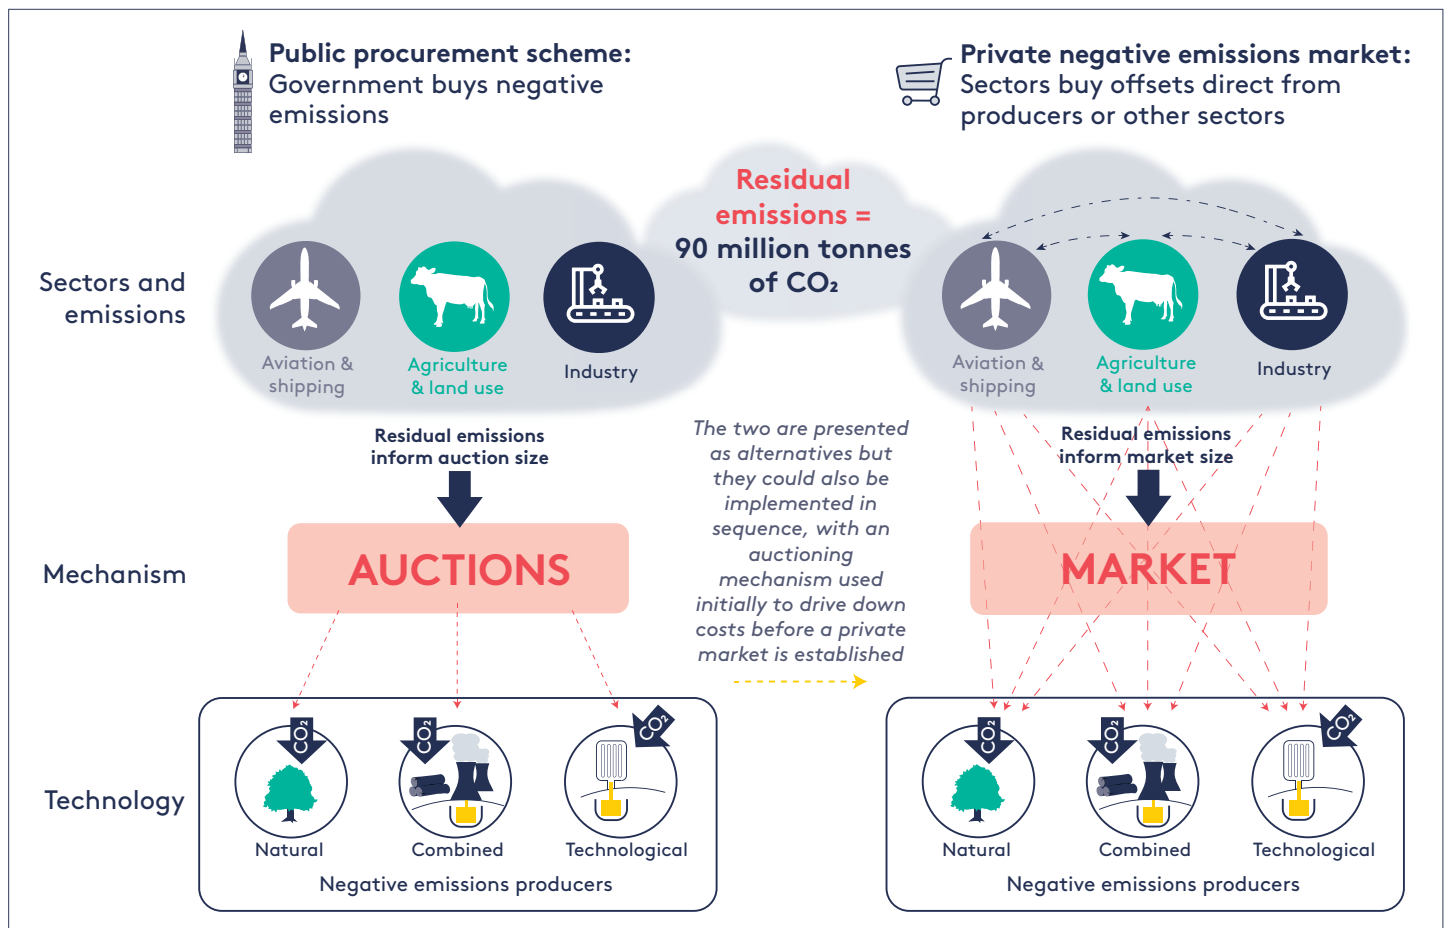 Public procurement scheme:
Government buys negative
emissions
Private negative emissions market:
Sectors buy offsets direct from
producers or other sectors
Residual
emissions =
90 million tonnes
of CO₂
Sectors and
emissions
Aviation &
shipping
Agriculture
& land use
Industry
Aviation &
shipping
Agriculture
& land use
Industry
Residual emissions
inform auction size
The two are presented
as alternatives but
they could also be
implemented in
sequence, with an
auctioning
mechanism used
initially to drive down
costs before a private
market is established
Residual emissions
inform market size
Mechanism
AUCTIONS
MARKET
Technology
CO₂
CO₂
CO₂
Natural
Combined
Technological
Negative emissions producers
CO₂
CO₂
CO₂
Natural
Combined
Technological
Negative emissions producers